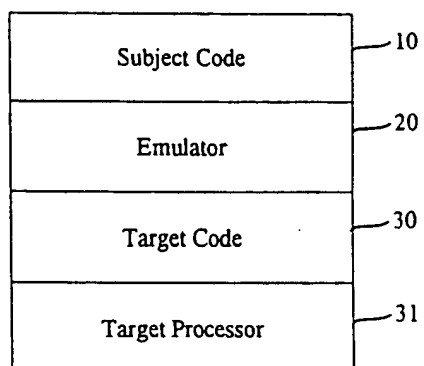 Subject Code 10
Emulator 20
Target Code 30
Target Processor 31